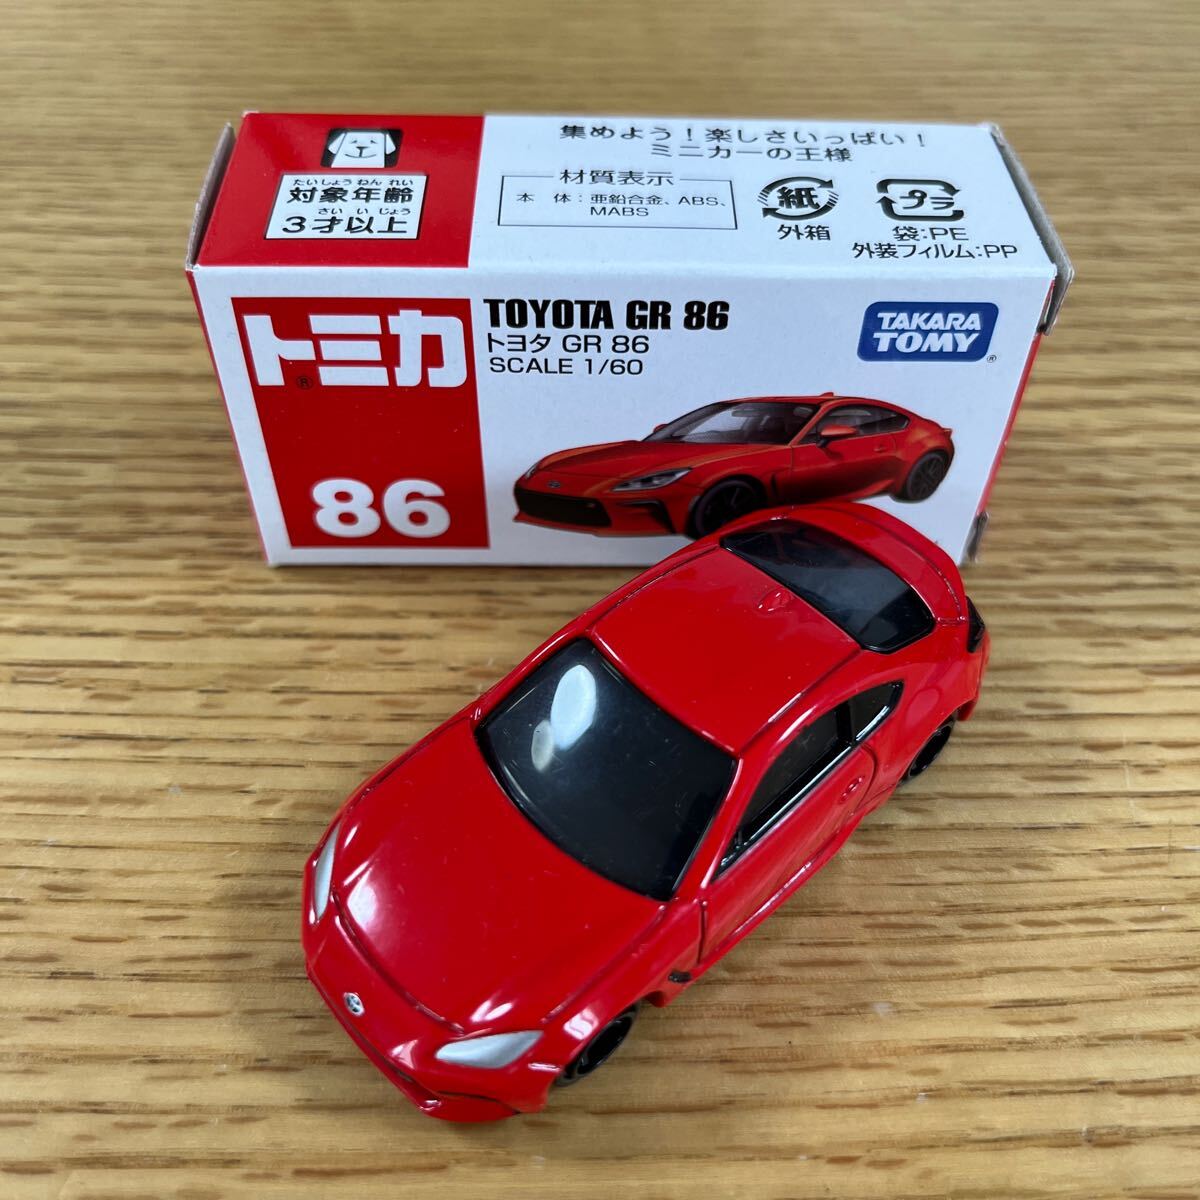 集めよう！楽しさいっぱい！
ミニカーの王様
たいしょうねんれい
対象年齢
さいいじょう
3才以上
材質表示
本 体：亜鉛合金、ABS、
MABS
紙
外箱
プラ
袋:PE
外装フィルム:PP
トミカ®
86
TOYOTA GR 86
トヨタ GR 86
SCALE 1/60
TAKARA
TOMY®